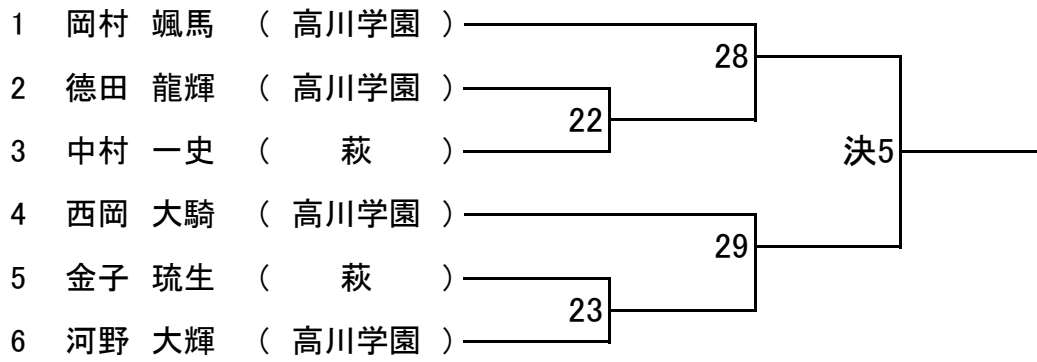 1 岡村 颯馬 ( 高川学園 )
28
2 德田 龍輝 ( 高川学園 )
22
3 中村 一史 ( 萩 )
決5
4 西岡 大騎 ( 高川学園 )
29
5 金子 琉生 ( 萩 )
23
6 河野 大輝 ( 高川学園 )